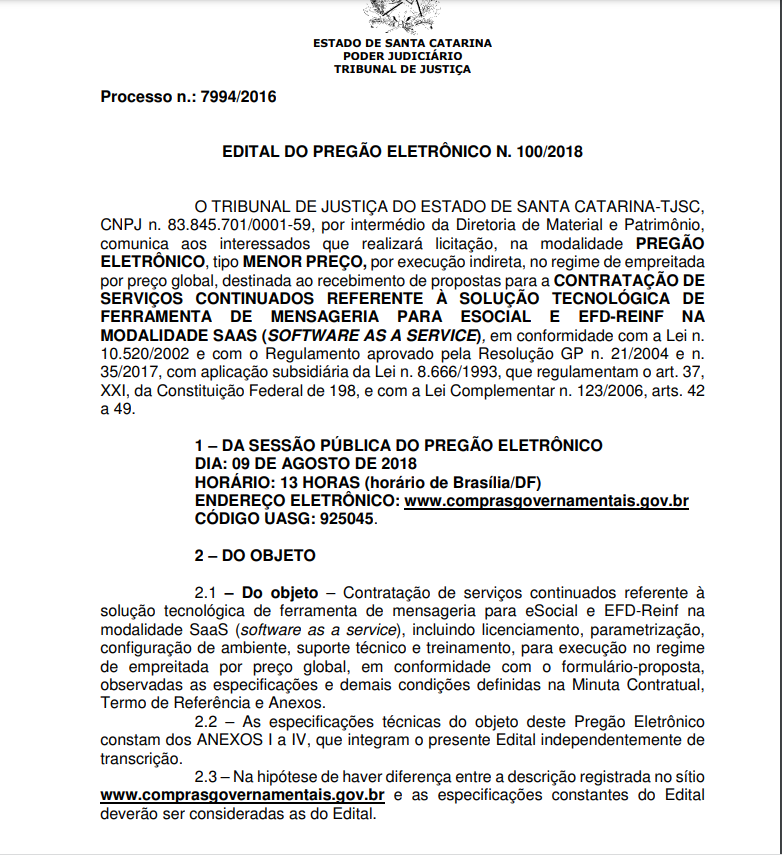 ESTADO DE SANTA CATARINA
PODER JUDICIÁRIO
TRIBUNAL DE JUSTIÇA
Processo n.: 7994/2016
EDITAL DO PREGÃO ELETRÔNICO N. 100/2018
O TRIBUNAL DE JUSTIÇA DO ESTADO DE SANTA CATARINA-TJSC,
CNPJ n. 83.845.701/0001-59, por intermédio da Diretoria de Material e Patrimônio,
comunica aos interessados que realizará licitação, na modalidade PREGÃO
ELETRÔNICO, tipo MENOR PREÇO, por execução indireta, no regime de empreitada
por preço global, destinada ao recebimento de propostas para a CONTRATAÇÃO DE
SERVIÇOS CONTINUADOS REFERENTE À SOLUÇÃO TECNOLÓGICA DE
FERRAMENTA DE MENSAGERIA PARA ESOCIAL E EFD-REINF NA
MODALIDADE SAAS (SOFTWARE AS A SERVICE), em conformidade com a Lei n.
10.520/2002 e com o Regulamento aprovado pela Resolução GP n. 21/2004 e n.
35/2017, com aplicação subsidiária da Lei n. 8.666/1993, que regulamentam o art. 37,
XXI, da Constituição Federal de 198, e com a Lei Complementar n. 123/2006, arts. 42
a 49.
1 – DA SESSÃO PÚBLICA DO PREGÃO ELETRÔNICO
DIA: 09 DE AGOSTO DE 2018
HORÁRIO: 13 HORAS (horário de Brasília/DF)
ENDEREÇO ELETRÔNICO: www.comprasgovernamentais.gov.br
CÓDIGO UASG: 925045.
2 – DO OBJETO
2.1 – Do objeto – Contratação de serviços continuados referente à
solução tecnológica de ferramenta de mensageria para eSocial e EFD-Reinf na
modalidade SaaS (software as a service), incluindo licenciamento, parametrização,
configuração de ambiente, suporte técnico e treinamento, para execução no regime
de empreitada por preço global, em conformidade com o formulário-proposta,
observadas as especificações e demais condições definidas na Minuta Contratual,
Termo de Referência e Anexos.
2.2 – As especificações técnicas do objeto deste Pregão Eletrônico
constam dos ANEXOS I a IV, que integram o presente Edital independentemente de
transcrição.
2.3 – Na hipótese de haver diferença entre a descrição registrada no sítio
www.comprasgovernamentais.gov.br e as especificações constantes do Edital
deverão ser consideradas as do Edital.